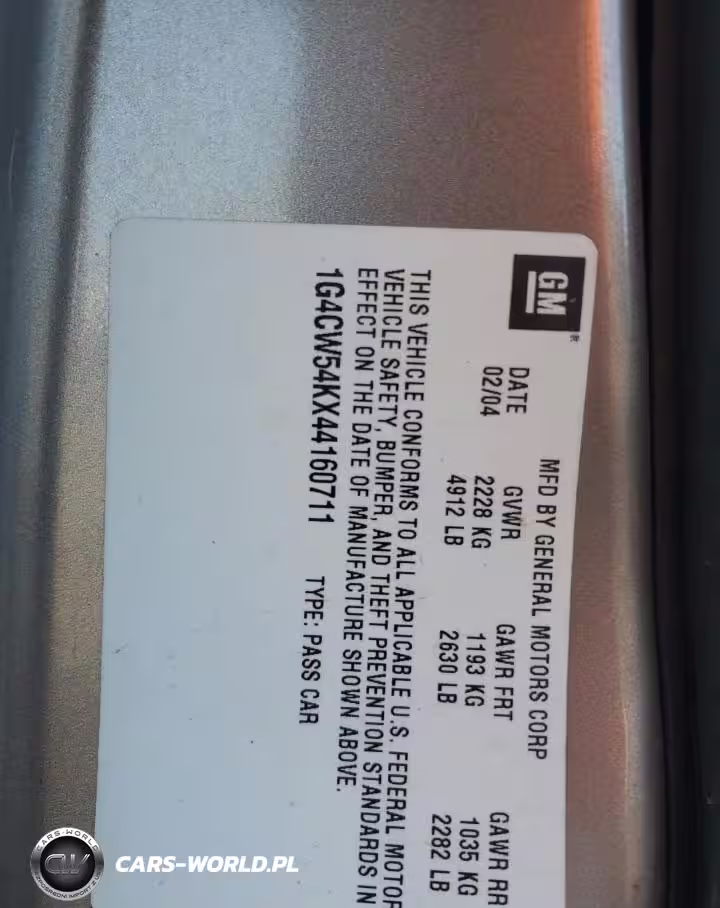 GM
®
MFD BY GENERAL MOTORS CORP
DATE GVWR GAWR FRT GAWR RR
02/04 2228 KG 1193 KG 1035 KG
4912 LB 2630 LB 2282 LB
THIS VEHICLE CONFORMS TO ALL APPLICABLE U.S. FEDERAL MOTOR
VEHICLE SAFETY, BUMPER, AND THEFT PREVENTION STANDARDS IN
EFFECT ON THE DATE OF MANUFACTURE SHOWN ABOVE.
1G4CW54KX44160711 TYPE: PASS CAR
CARS-WORLD
CW
CARS-WORLD.PL